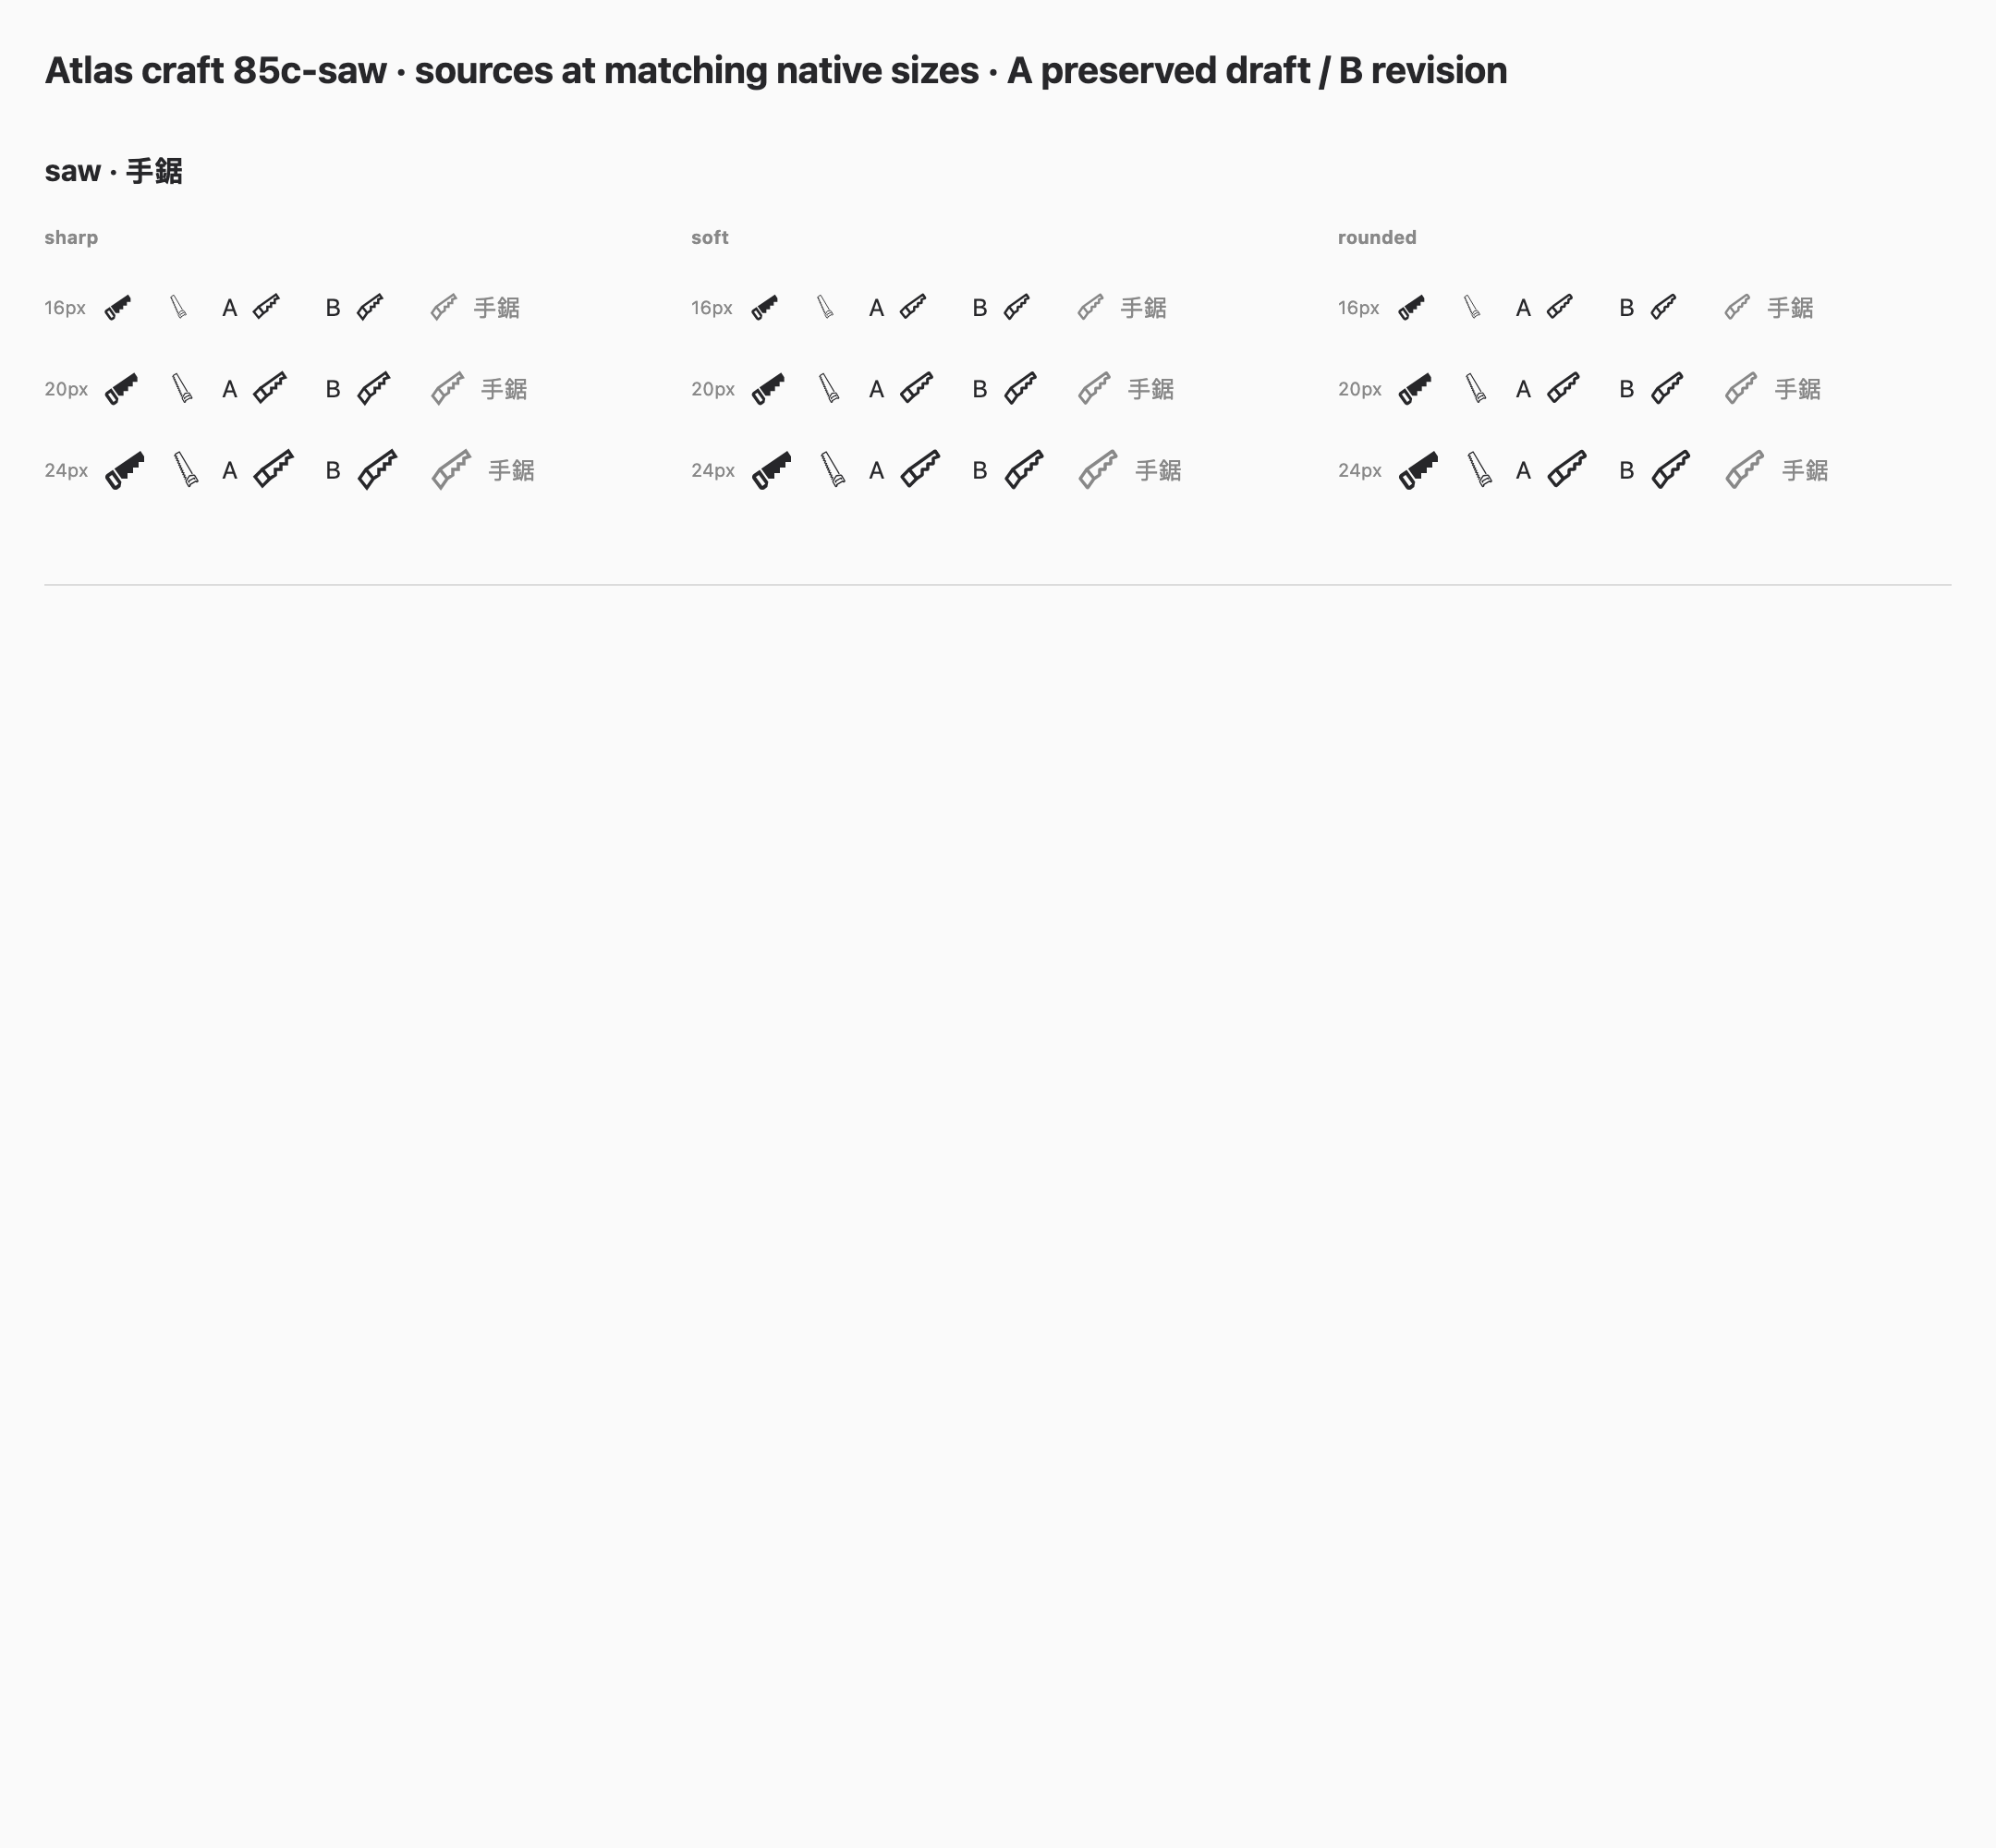 Atlas craft 85c-saw · sources at matching native sizes · A preserved draft / B revision
saw · 手鋸
sharp soft rounded
16px A B 手鋸 16px A B 手鋸 16px A B 手鋸
20px A B 手鋸 20px A B 手鋸 20px A B 手鋸
24px A B 手鋸 24px A B 手鋸 24px A B 手鋸